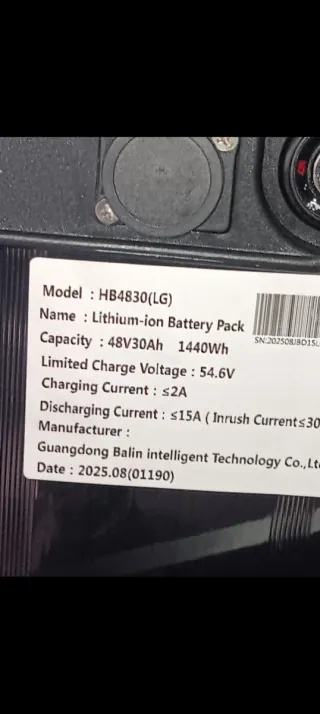 Model : HB4830(LG)
Name : Lithium-ion Battery Pack
Capacity : 48V30Ah 1440Wh
Limited Charge Voltage : 54.6V
Charging Current : ≤2A
Discharging Current : ≤15A ( Inrush Current≤30
Manufacturer :
Guangdong Balin intelligent Technology Co.,Lt
Date : 2025.08(01190)